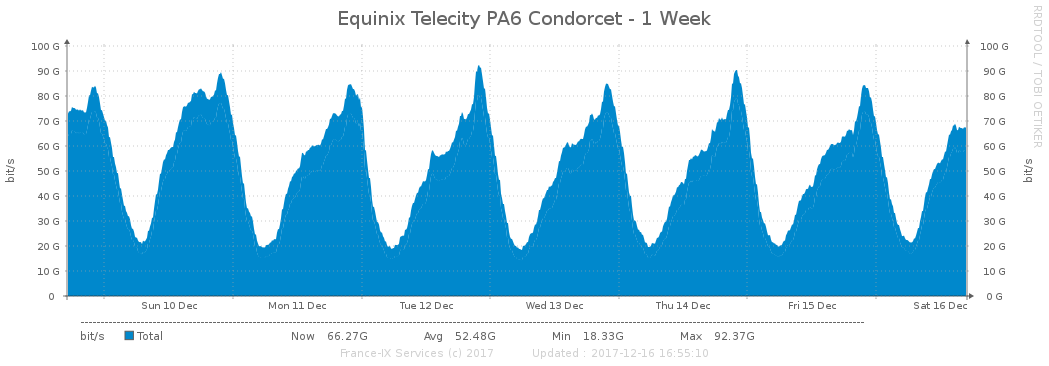 Equinix Telecity PA6 Condorcet - 1 Week
RRDTOOL / TOBI OETIKER
bit/s
100 G
90 G
80 G
70 G
60 G
50 G
40 G
30 G
20 G
10 G
0
100 G
90 G
80 G
70 G
60 G
50 G
40 G
30 G
20 G
10 G
0 G
bit/s
Sun 10 Dec Mon 11 Dec Tue 12 Dec Wed 13 Dec Thu 14 Dec Fri 15 Dec Sat 16 Dec
bit/s Total Now 66.27G Avg 52.48G Min 18.33G Max 92.37G
France-IX Services (c) 2017 Updated : 2017-12-16 16:55:10